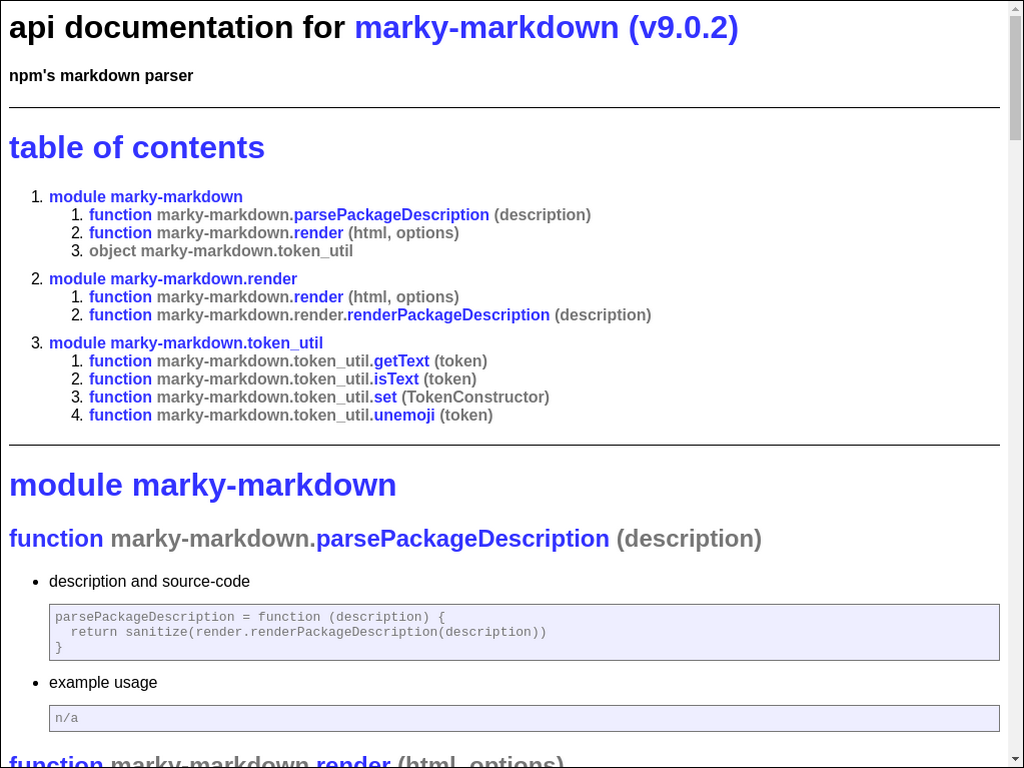 api documentation for marky-markdown (v9.0.2)
npm's markdown parser
table of contents
1. module marky-markdown
1. function marky-markdown.parsePackageDescription (description)
2. function marky-markdown.render (html, options)
3. object marky-markdown.token_util
2. module marky-markdown.render
1. function marky-markdown.render (html, options)
2. function marky-markdown.render.renderPackageDescription (description)
3. module marky-markdown.token_util
1. function marky-markdown.token_util.getText (token)
2. function marky-markdown.token_util.isText (token)
3. function marky-markdown.token_util.set (TokenConstructor)
4. function marky-markdown.token_util.unemoji (token)
module marky-markdown
function marky-markdown.parsePackageDescription (description)
• description and source-code
parsePackageDescription = function (description) {
  return sanitize(render.renderPackageDescription(description))
}
• example usage
n/a
function marky-markdown.render (html, options)